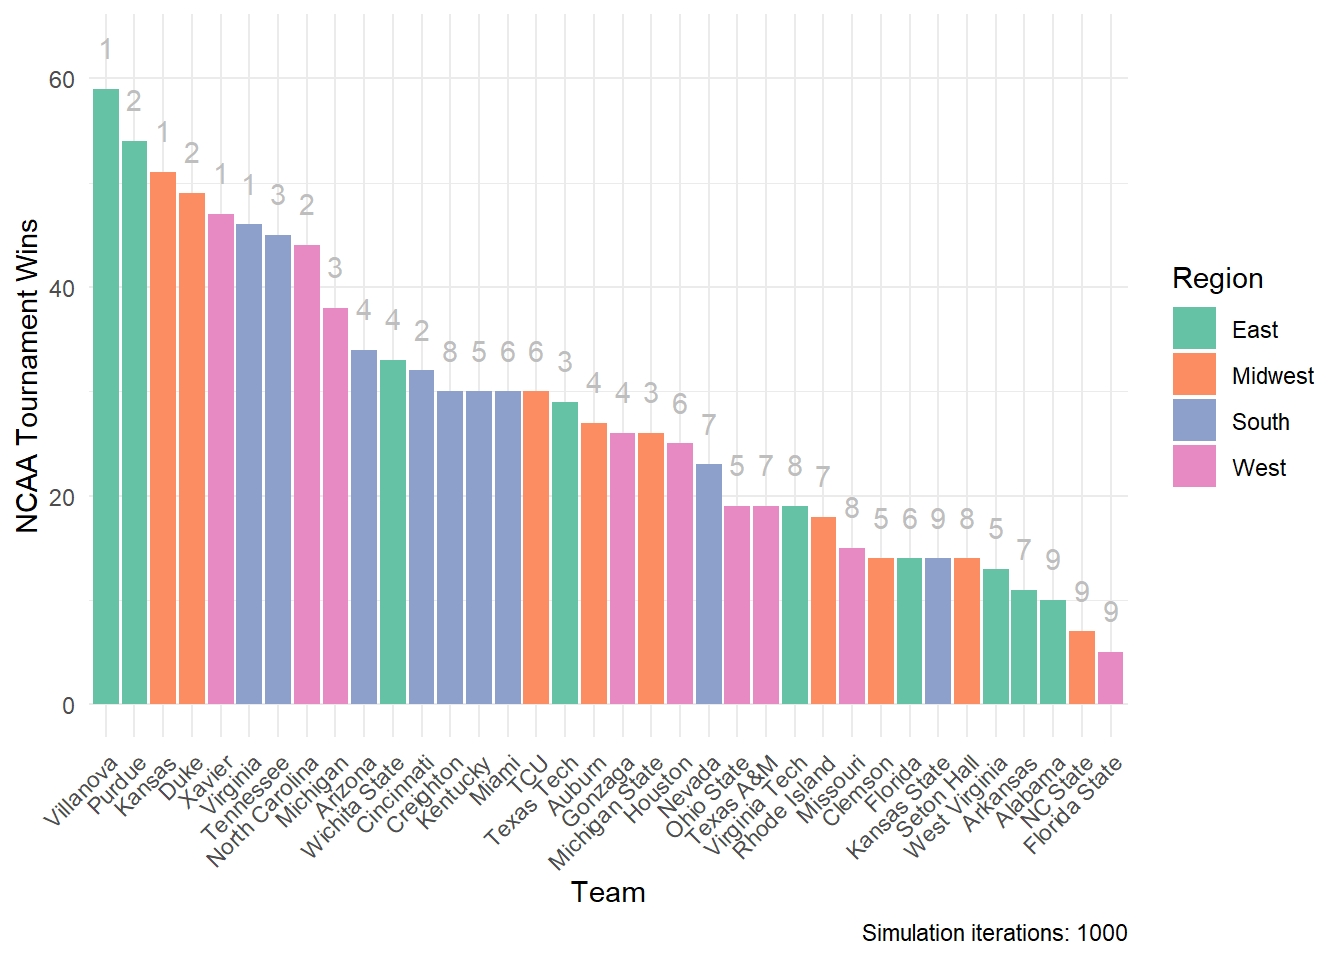 NCAA Tournament Wins
60
40
20
0
1
2
1
2
1
1
3
2
3
4
4
2
8
5
6
6
3
4
4
3
6
7
5
7
8
7
8
5
6
9
8
5
7
9
9
9
Villanova
Purdue
Kansas
Duke
Xavier
Virginia
Tennessee
North Carolina
Michigan
Arizona
Wichita State
Cincinnati
Creighton
Kentucky
Miami
TCU
Texas Tech
Auburn
Gonzaga
Michigan State
Houston
Nevada
Ohio State
Texas A&M
Virginia Tech
Rhode Island
Missouri
Clemson
Florida
Kansas State
Seton Hall
West Virginia
Arkansas
Alabama
NC State
Florida State
Team
Region
East
Midwest
South
West
Simulation iterations: 1000